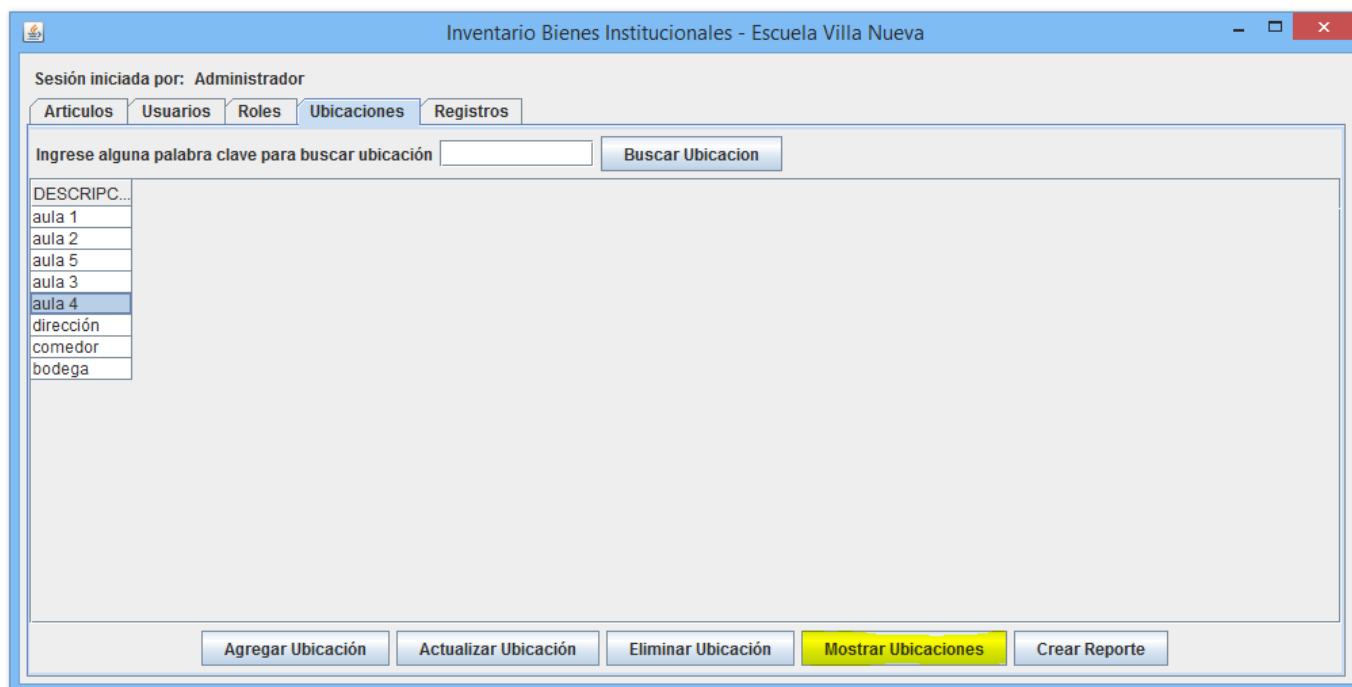 Inventario Bienes Institucionales - Escuela Villa Nueva
Sesión iniciada por: Administrador
Articulos Usuarios Roles Ubicaciones Registros
Ingrese alguna palabra clave para buscar ubicación Buscar Ubicacion
DESCRIPC...
aula 1
aula 2
aula 5
aula 3
aula 4
dirección
comedor
bodega
Agregar Ubicación Actualizar Ubicación Eliminar Ubicación Mostrar Ubicaciones Crear Reporte